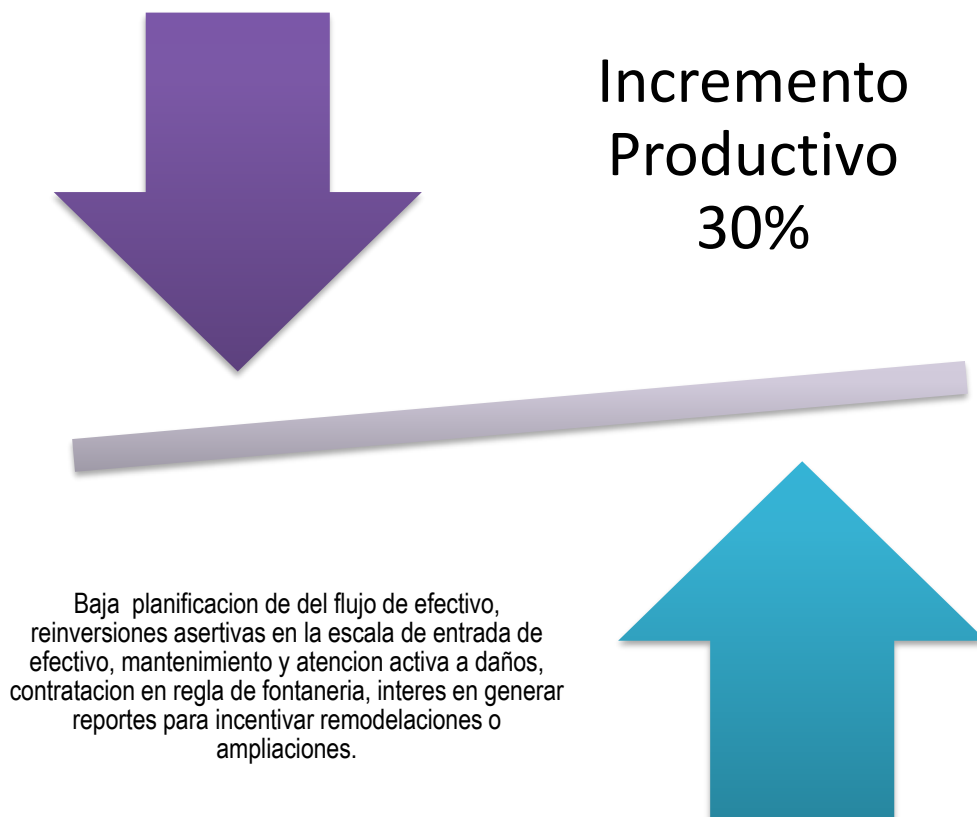 Incremento
Productivo
30%
Baja planificacion de del flujo de efectivo,
reinversiones asertivas en la escala de entrada de
efectivo, mantenimiento y atencion activa a daños,
contratacion en regla de fontaneria, interes en generar
reportes para incentivar remodelaciones o
ampliaciones.